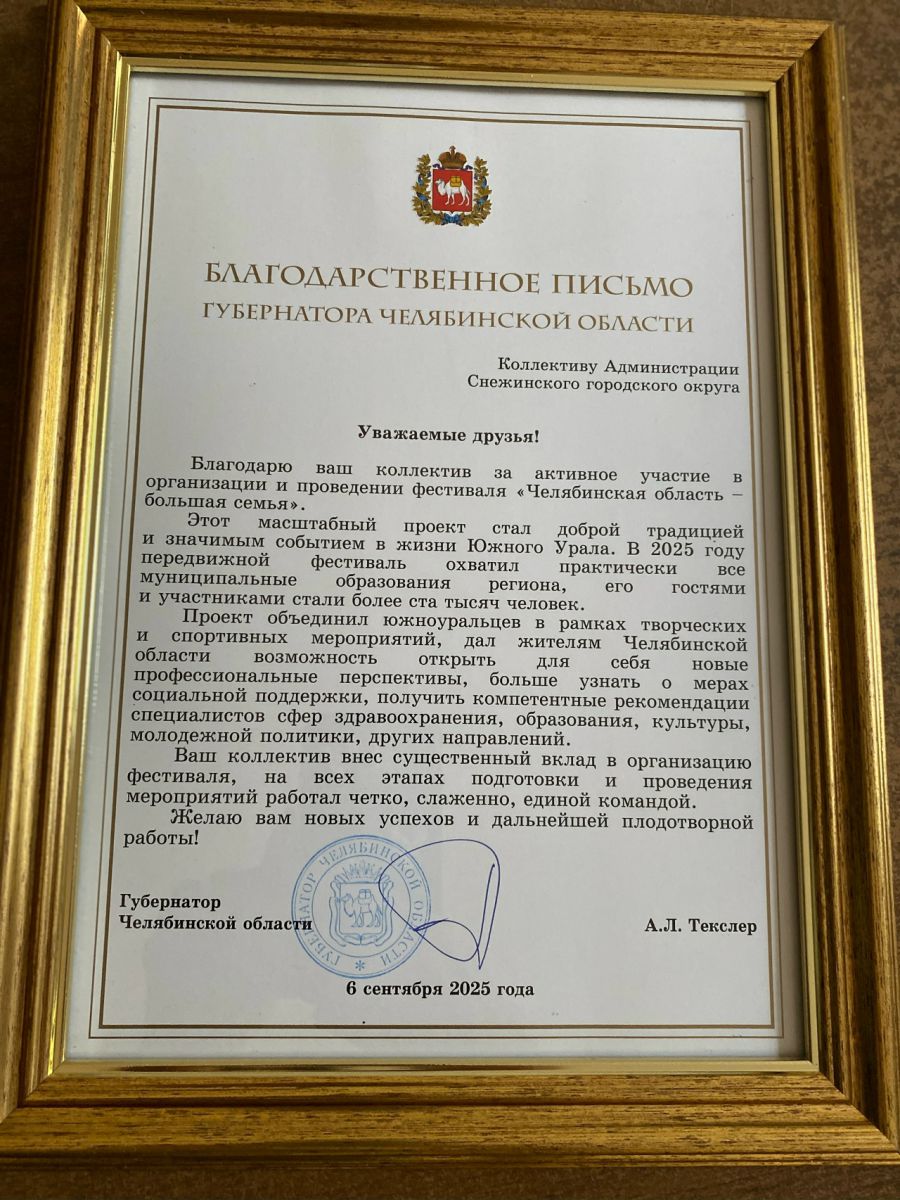 БЛАГОДАРСТВЕННОЕ ПИСЬМО
ГУБЕРНАТОРА ЧЕЛЯБИНСКОЙ ОБЛАСТИ
Коллективу Администрации
Снежинского городского округа
Уважаемые друзья!
Благодарю ваш коллектив за активное участие в
организации и проведении фестиваля «Челябинская область –
большая семья».
Этот масштабный проект стал доброй традицией
и значимым событием в жизни Южного Урала. В 2025 году
передвижной фестиваль охватил практически все
муниципальные образования региона, его гостями
и участниками стали более ста тысяч человек.
Проект объединил южноуральцев в рамках творческих
и спортивных мероприятий, дал жителям Челябинской
области возможность открыть для себя новые
профессиональные перспективы, больше узнать о мерах
социальной поддержки, получить компетентные рекомендации
специалистов сфер здравоохранения, образования, культуры,
молодежной политики, других направлений.
Ваш коллектив внес существенный вклад в организацию
фестиваля, на всех этапах подготовки и проведения
мероприятий работал четко, слаженно, единой командой.
Желаю вам новых успехов и дальнейшей плодотворной
работы!
ГУБЕРНАТОР ЧЕЛЯБИНСКОЙ ОБЛАСТИ
Губернатор
Челябинской области
А.Л. Текслер
6 сентября 2025 года